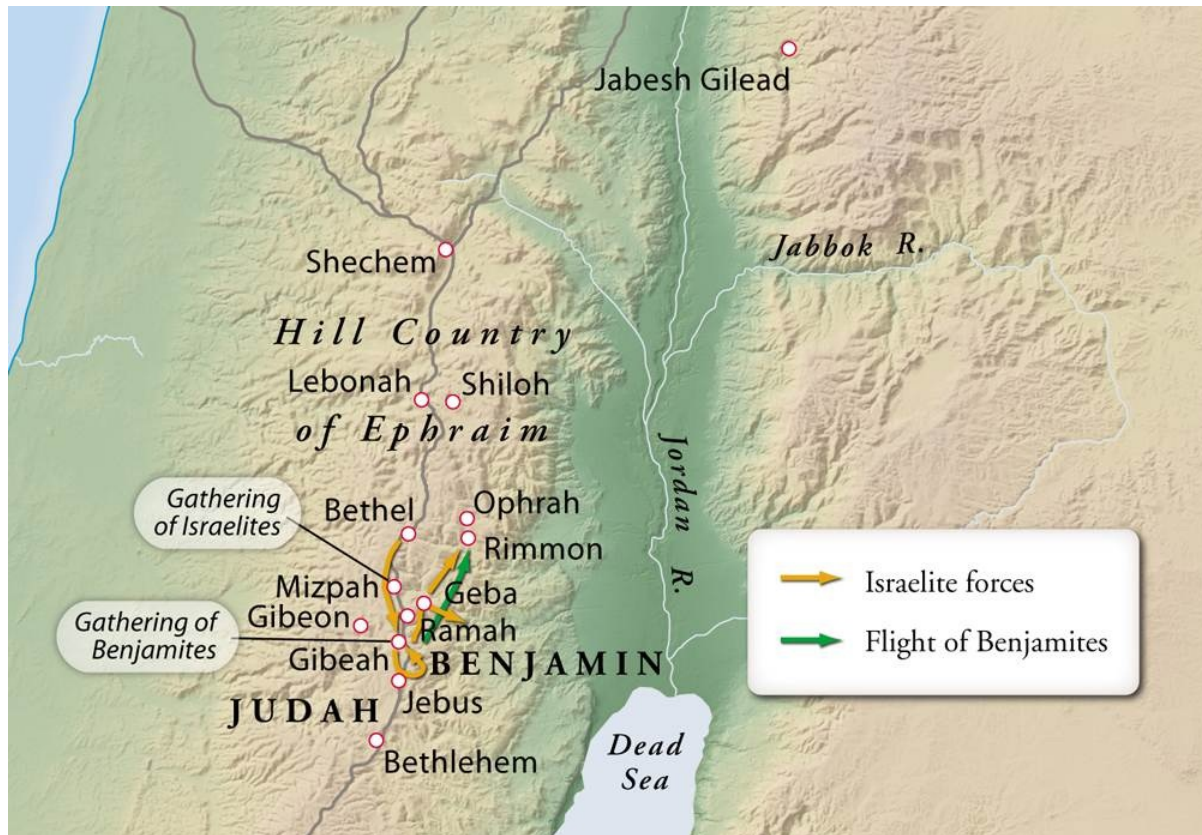 Jabesh Gilead
Jabbok R.
Shechem
Hill Country
Lebonah
Shiloh
of Ephraim
Jordan R.
Gathering
of Israelites
Bethel
Ophrah
Rimmon
Mizpah
Geba
Gibeon
Ramah
Gathering of
Benjamites
Gibeah
BENJAMIN
JUDAH
Jebus
Bethlehem
Dead
Sea
Israelite forces
Flight of Benjamites